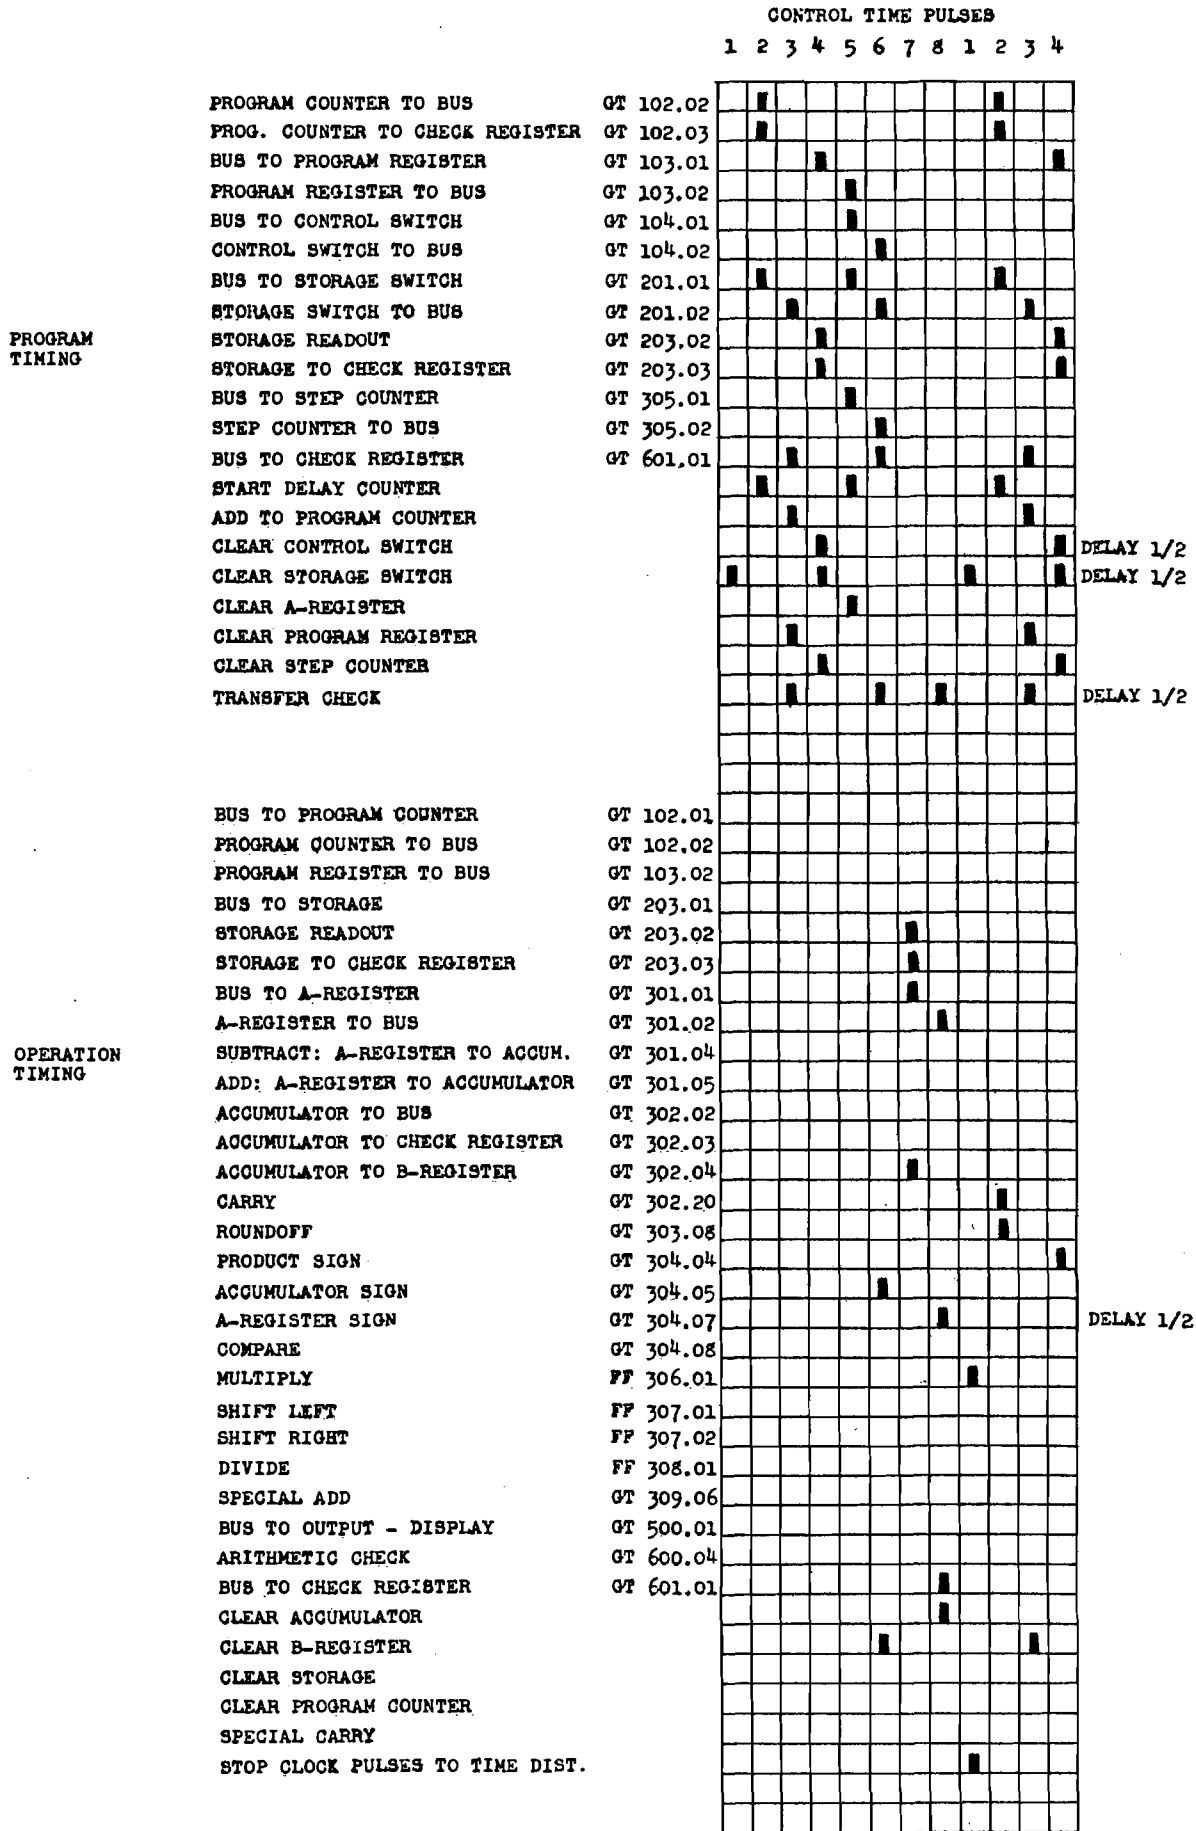 CONTROL TIME PULSES
1 2 3 4 5 6 7 8 1 2 3 4
PROGRAM COUNTER TO BUS GT 102.02
PROG. COUNTER TO CHECK REGISTER GT 102.03
BUS TO PROGRAM REGISTER GT 103.01
PROGRAM REGISTER TO BUS GT 103.02
BUS TO CONTROL SWITCH GT 104.01
CONTROL SWITCH TO BUS GT 104.02
BUS TO STORAGE SWITCH GT 201.01
STORAGE SWITCH TO BUS GT 201.02
PROGRAM TIMING
STORAGE READOUT GT 203.02
STORAGE TO CHECK REGISTER GT 203.03
BUS TO STEP COUNTER GT 305.01
STEP COUNTER TO BUS GT 305.02
BUS TO CHECK REGISTER GT 601.01
START DELAY COUNTER
ADD TO PROGRAM COUNTER
CLEAR CONTROL SWITCH DELAY 1/2
CLEAR STORAGE SWITCH DELAY 1/2
CLEAR A-REGISTER
CLEAR PROGRAM REGISTER
CLEAR STEP COUNTER
TRANSFER CHECK DELAY 1/2
BUS TO PROGRAM COUNTER GT 102.01
PROGRAM COUNTER TO BUS GT 102.02
PROGRAM REGISTER TO BUS GT 103.02
BUS TO STORAGE GT 203.01
STORAGE READOUT GT 203.02
STORAGE TO CHECK REGISTER GT 203.03
BUS TO A-REGISTER GT 301.01
A-REGISTER TO BUS GT 301.02
OPERATION TIMING
SUBTRACT: A-REGISTER TO ACCUM. GT 301.04
ADD: A-REGISTER TO ACCUMULATOR GT 301.05
ACCUMULATOR TO BUS GT 302.02
ACCUMULATOR TO CHECK REGISTER GT 302.03
ACCUMULATOR TO B-REGISTER GT 302.04
CARRY GT 302.20
ROUNDOFF GT 303.08
PRODUCT SIGN GT 304.04
ACCUMULATOR SIGN GT 304.05
A-REGISTER SIGN GT 304.07 DELAY 1/2
COMPARE GT 304.08
MULTIPLY FF 306.01
SHIFT LEFT FF 307.01
SHIFT RIGHT FF 307.02
DIVIDE FF 308.01
SPECIAL ADD GT 309.06
BUS TO OUTPUT - DISPLAY GT 500.01
ARITHMETIC CHECK GT 600.04
BUS TO CHECK REGISTER GT 601.01
CLEAR ACCUMULATOR
CLEAR B-REGISTER
CLEAR STORAGE
CLEAR PROGRAM COUNTER
SPECIAL CARRY
STOP CLOCK PULSES TO TIME DIST.